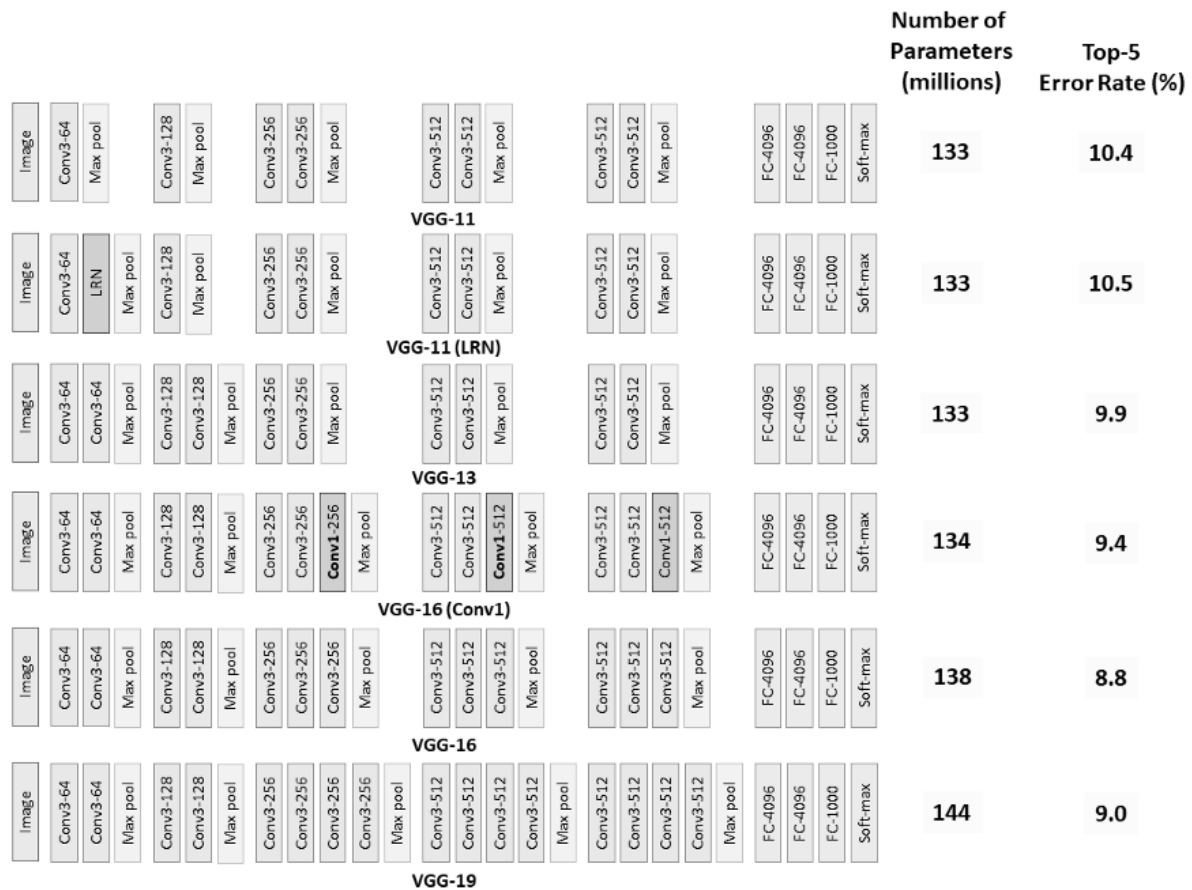 Number of
Parameters
(millions)
Top-5
Error Rate (%)
Image Conv3-64 Max pool Conv3-128 Max pool Conv3-256 Conv3-256 Max pool Conv3-512 Conv3-512 Max pool Conv3-512 Conv3-512 Max pool FC-4096 FC-4096 FC-1000 Soft-max 133 10.4
VGG-11
Image Conv3-64 LRN Max pool Conv3-128 Max pool Conv3-256 Conv3-256 Max pool Conv3-512 Conv3-512 Max pool Conv3-512 Conv3-512 Max pool FC-4096 FC-4096 FC-1000 Soft-max 133 10.5
VGG-11 (LRN)
Image Conv3-64 Conv3-64 Max pool Conv3-128 Conv3-128 Max pool Conv3-256 Conv3-256 Max pool Conv3-512 Conv3-512 Max pool Conv3-512 Conv3-512 Max pool FC-4096 FC-4096 FC-1000 Soft-max 133 9.9
VGG-13
Image Conv3-64 Conv3-64 Max pool Conv3-128 Conv3-128 Max pool Conv3-256 Conv3-256 Conv1-256 Max pool Conv3-512 Conv3-512 Conv1-512 Max pool Conv3-512 Conv3-512 Conv1-512 Max pool FC-4096 FC-4096 FC-1000 Soft-max 134 9.4
VGG-16 (Conv1)
Image Conv3-64 Conv3-64 Max pool Conv3-128 Conv3-128 Max pool Conv3-256 Conv3-256 Conv3-256 Max pool Conv3-512 Conv3-512 Conv3-512 Max pool Conv3-512 Conv3-512 Conv3-512 Max pool FC-4096 FC-4096 FC-1000 Soft-max 138 8.8
VGG-16
Image Conv3-64 Conv3-64 Max pool Conv3-128 Conv3-128 Max pool Conv3-256 Conv3-256 Conv3-256 Conv3-256 Max pool Conv3-512 Conv3-512 Conv3-512 Conv3-512 Max pool Conv3-512 Conv3-512 Conv3-512 Conv3-512 Max pool FC-4096 FC-4096 FC-1000 Soft-max 144 9.0
VGG-19